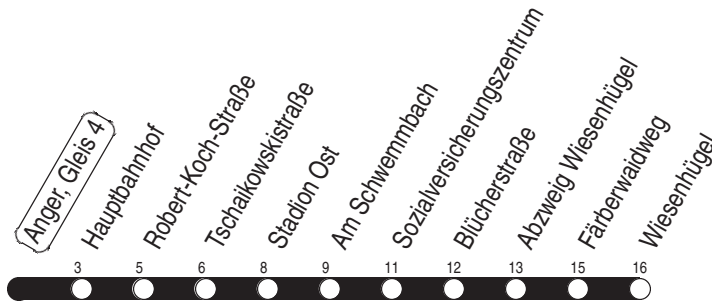 Anger, Gleis 4
Hauptbahnhof
Robert-Koch-Straße
Tschaikowskistraße
Stadion Ost
Am Schwemmbach
Sozialversicherungszentrum
Blücherstraße
Abzweig Wiesenhügel
Färberwaidweg
Wiesenhügel
3 5 6 8 9 11 12 13 15 16